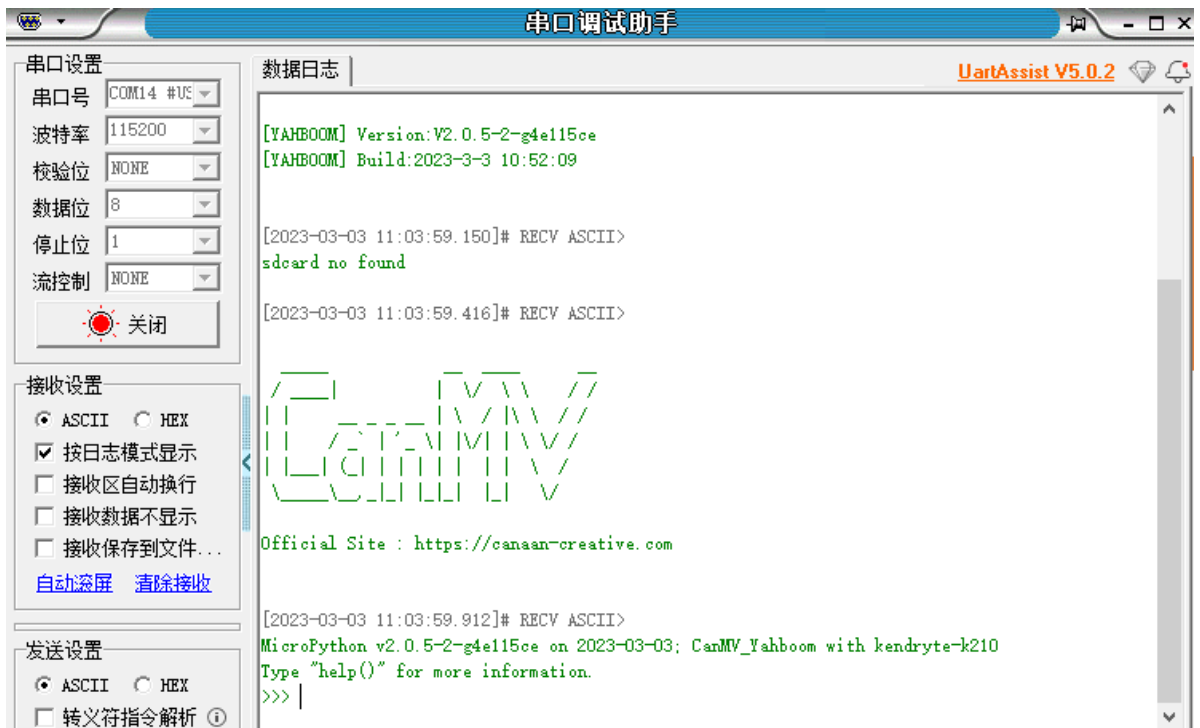 串口调试助手
串口设置
串口号 COM14 #US
波特率 115200
校验位 NONE
数据位 8
停止位 1
流控制 NONE
关闭
接收设置
ASCII HEX
按日志模式显示
接收区自动换行
接收数据不显示
接收保存到文件...
自动滚屏 清除接收
发送设置
ASCII HEX
转义符指令解析
数据日志
UartAssist V5.0.2
[YAHBOOM] Version:V2.0.5-2-g4e115ce
[YAHBOOM] Build:2023-3-3 10:52:09
[2023-03-03 11:03:59.150]# RECV ASCII>
sdcard no found
[2023-03-03 11:03:59.416]# RECV ASCII>
CanMV
Official Site : https://canaan-creative.com
[2023-03-03 11:03:59.912]# RECV ASCII>
MicroPython v2.0.5-2-g4e115ce on 2023-03-03; CanMV_Yahboom with kendryte-k210
Type "help()" for more information.
>>>